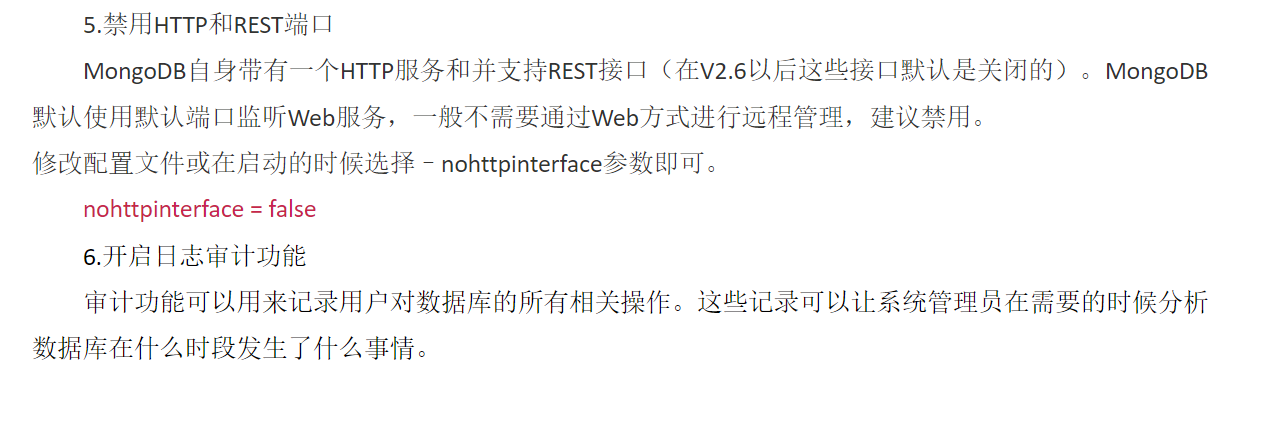 5.禁用HTTP和REST端口
MongoDB自身带有一个HTTP服务和并支持REST接口（在V2.6以后这些接口默认是关闭的）。MongoDB
默认使用默认端口监听Web服务，一般不需要通过Web方式进行远程管理，建议禁用。
修改配置文件或在启动的时候选择–nohttpinterface参数即可。
nohttpinterface = false
6.开启日志审计功能
审计功能可以用来记录用户对数据库的所有相关操作。这些记录可以让系统管理员在需要的时候分析
数据库在什么时段发生了什么事情。